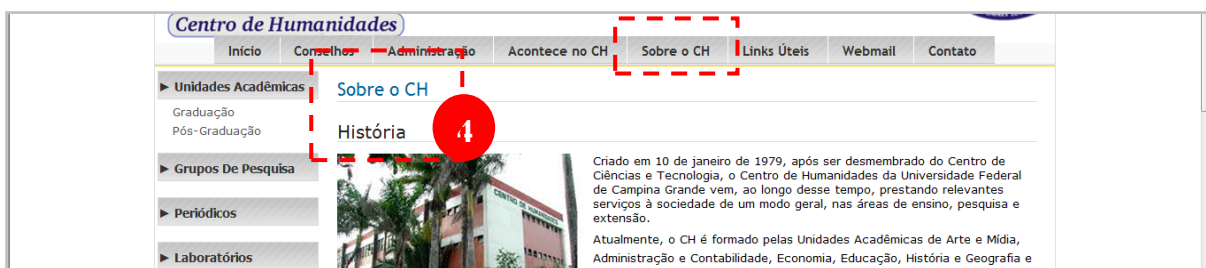 Centro de Humanidades
Início Conselhos Administração Acontece no CH Sobre o CH Links Úteis Webmail Contato
Unidades Acadêmicas
Graduação
Pós-Graduação
Grupos De Pesquisa
Periódicos
Laboratórios
Sobre o CH
História
4
CENTRO DE HUMANIDADES
Criado em 10 de janeiro de 1979, após ser desmembrado do Centro de
Ciências e Tecnologia, o Centro de Humanidades da Universidade Federal
de Campina Grande vem, ao longo desse tempo, prestando relevantes
serviços à sociedade de um modo geral, nas áreas de ensino, pesquisa e
extensão.
Atualmente, o CH é formado pelas Unidades Acadêmicas de Arte e Mídia,
Administração e Contabilidade, Economia, Educação, História e Geografia e